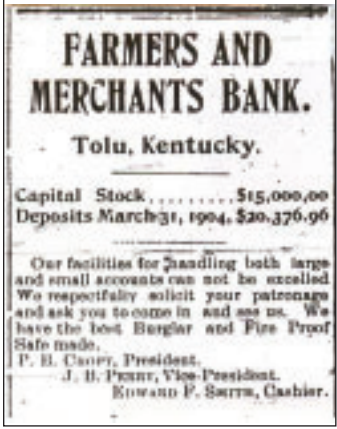 FARMERS AND
MERCHANTS BANK.
Tolu, Kentucky.
Capital Stock.........$15,000,00
Deposits March 31, 1904, $20,376.96
Our facilities for handling both large
and small accounts can not be excelled
We respectfully solicit your patronage
and ask you to come in and see us. We
have the best Burglar and Fire Proof
Safe made.
P. B. CROFT, President.
J. B. PERRY, Vice-President.
EDWARD F. SMITH, Cashier.